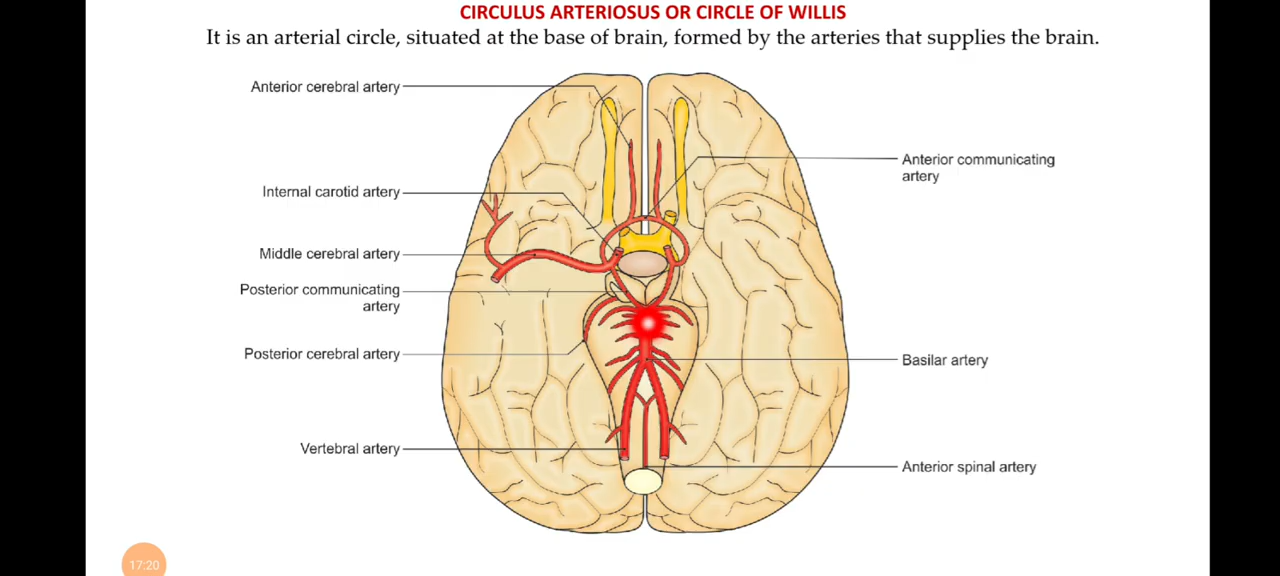 CIRCULUS ARTERIOSUS OR CIRCLE OF WILLIS
It is an arterial circle, situated at the base of brain, formed by the arteries that supplies the brain.
Anterior cerebral artery
Anterior communicating
artery
Internal carotid artery
Middle cerebral artery
Posterior communicating
artery
Posterior cerebral artery
Basilar artery
Vertebral artery
Anterior spinal artery
17:20